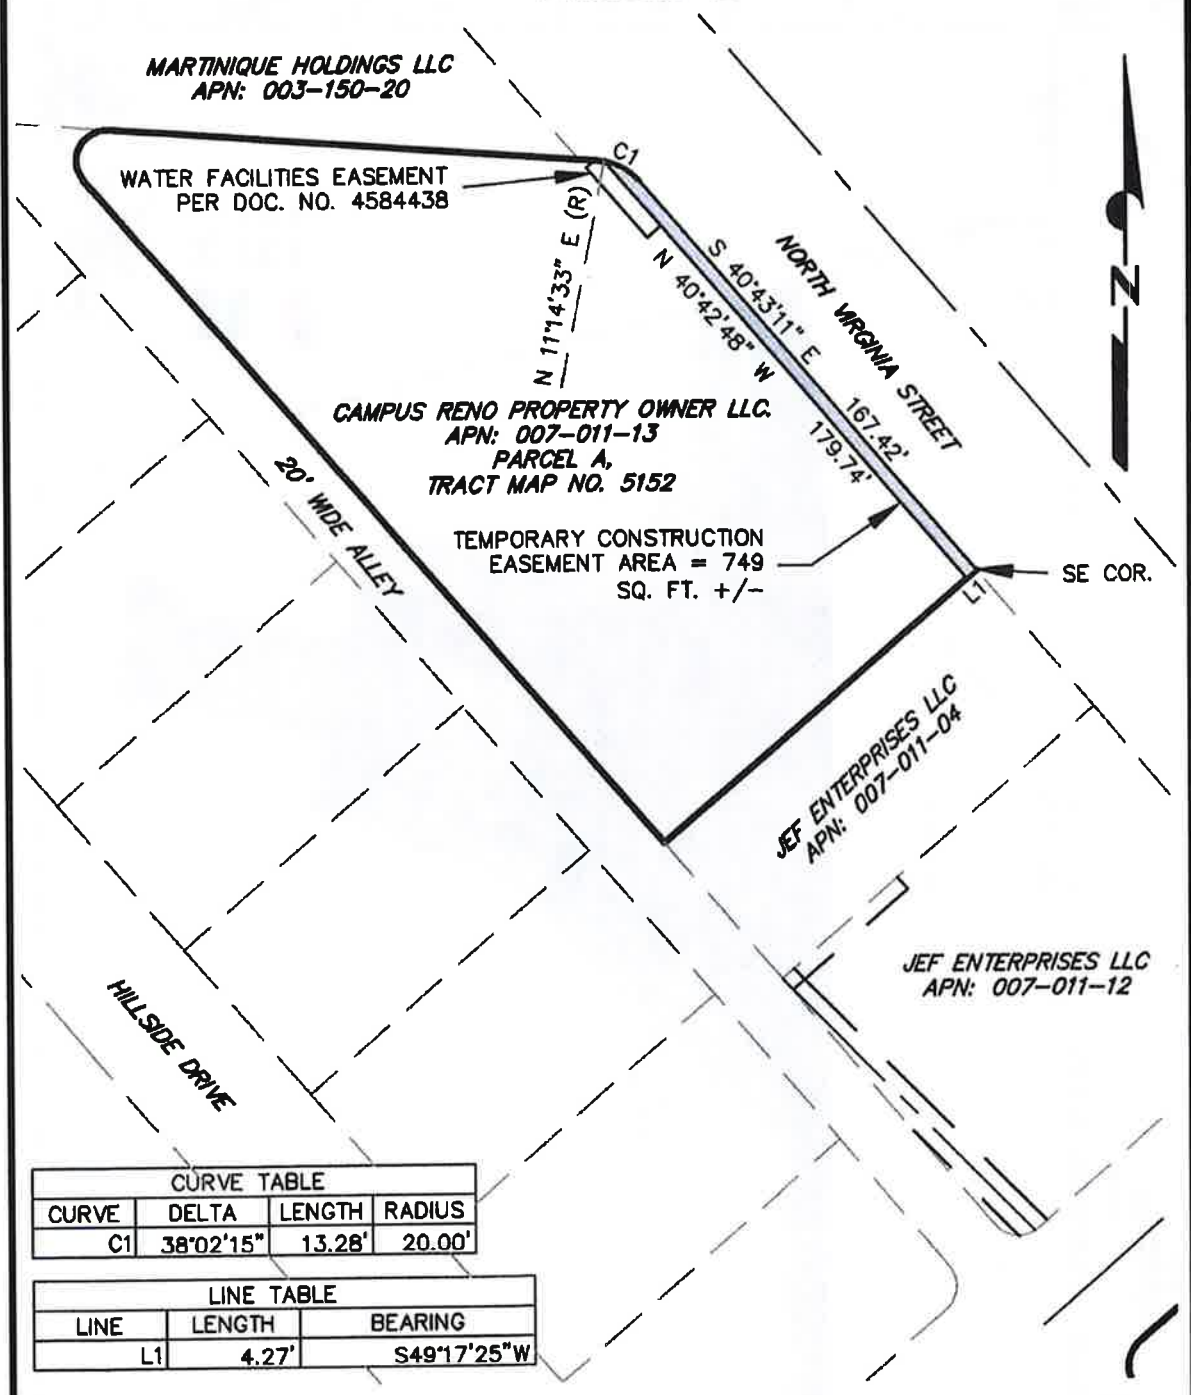 MARTINIQUE HOLDINGS LLC
APN: 003-150-20
WATER FACILITIES EASEMENT
PER DOC. NO. 4584438
C1
N 11°14'33" E (R)
S 40°43'11" E
167.42'
N 40°42'48" W
179.74'
NORTH VIRGINIA STREET
N
CAMPUS RENO PROPERTY OWNER LLC.
APN: 007-011-13
PARCEL A,
TRACT MAP NO. 5152
20' WIDE ALLEY
TEMPORARY CONSTRUCTION
EASEMENT AREA = 749
SQ. FT. +/-
SE COR.
L1
JEF ENTERPRISES LLC
APN: 007-011-04
JEF ENTERPRISES LLC
APN: 007-011-12
HILLSIDE DRIVE
CURVE TABLE
CURVE DELTA LENGTH RADIUS
C1 38°02'15" 13.28' 20.00'
LINE TABLE
LINE LENGTH BEARING
L1 4.27' S49°17'25"W